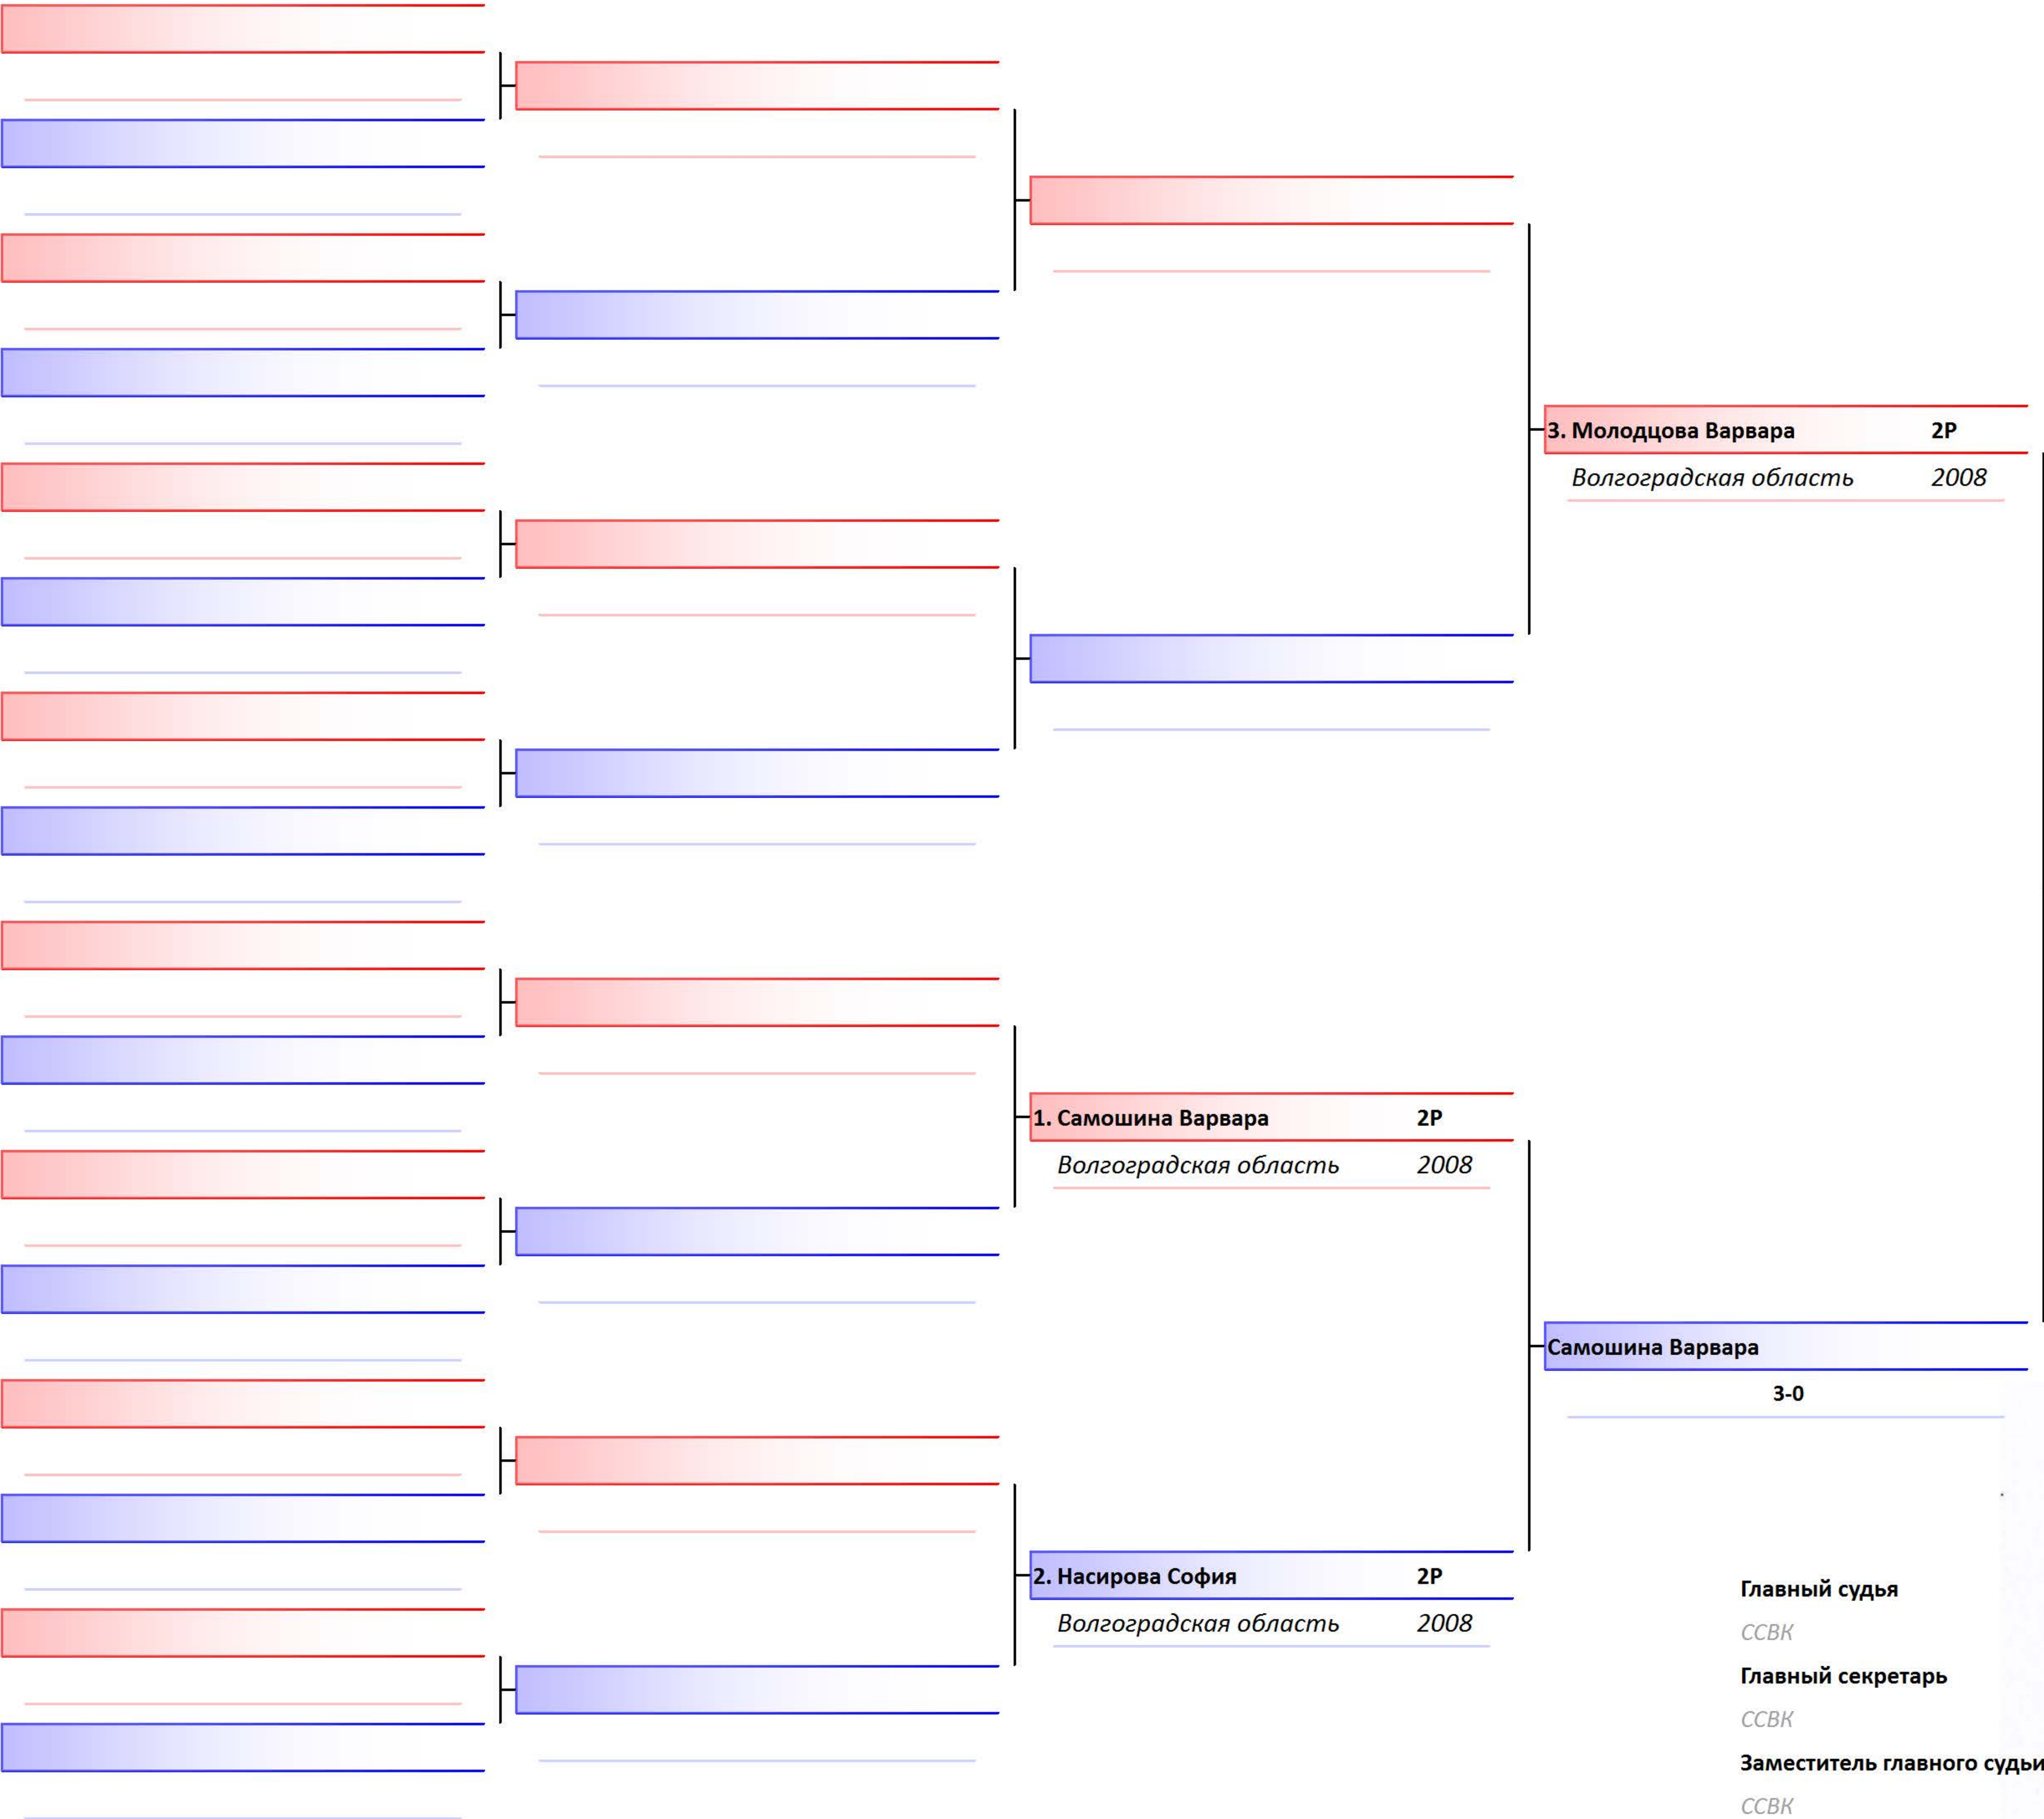 3. Молодцова Варвара 2Р
Волгоградская область 2008
1. Самошина Варвара 2Р
Волгоградская область 2008
Самошина Варвара
3-0
2. Насирова София 2Р
Волгоградская область 2008
Главный судья
ССВК
Главный секретарь
ССВК
Заместитель главного судьи
ССВК